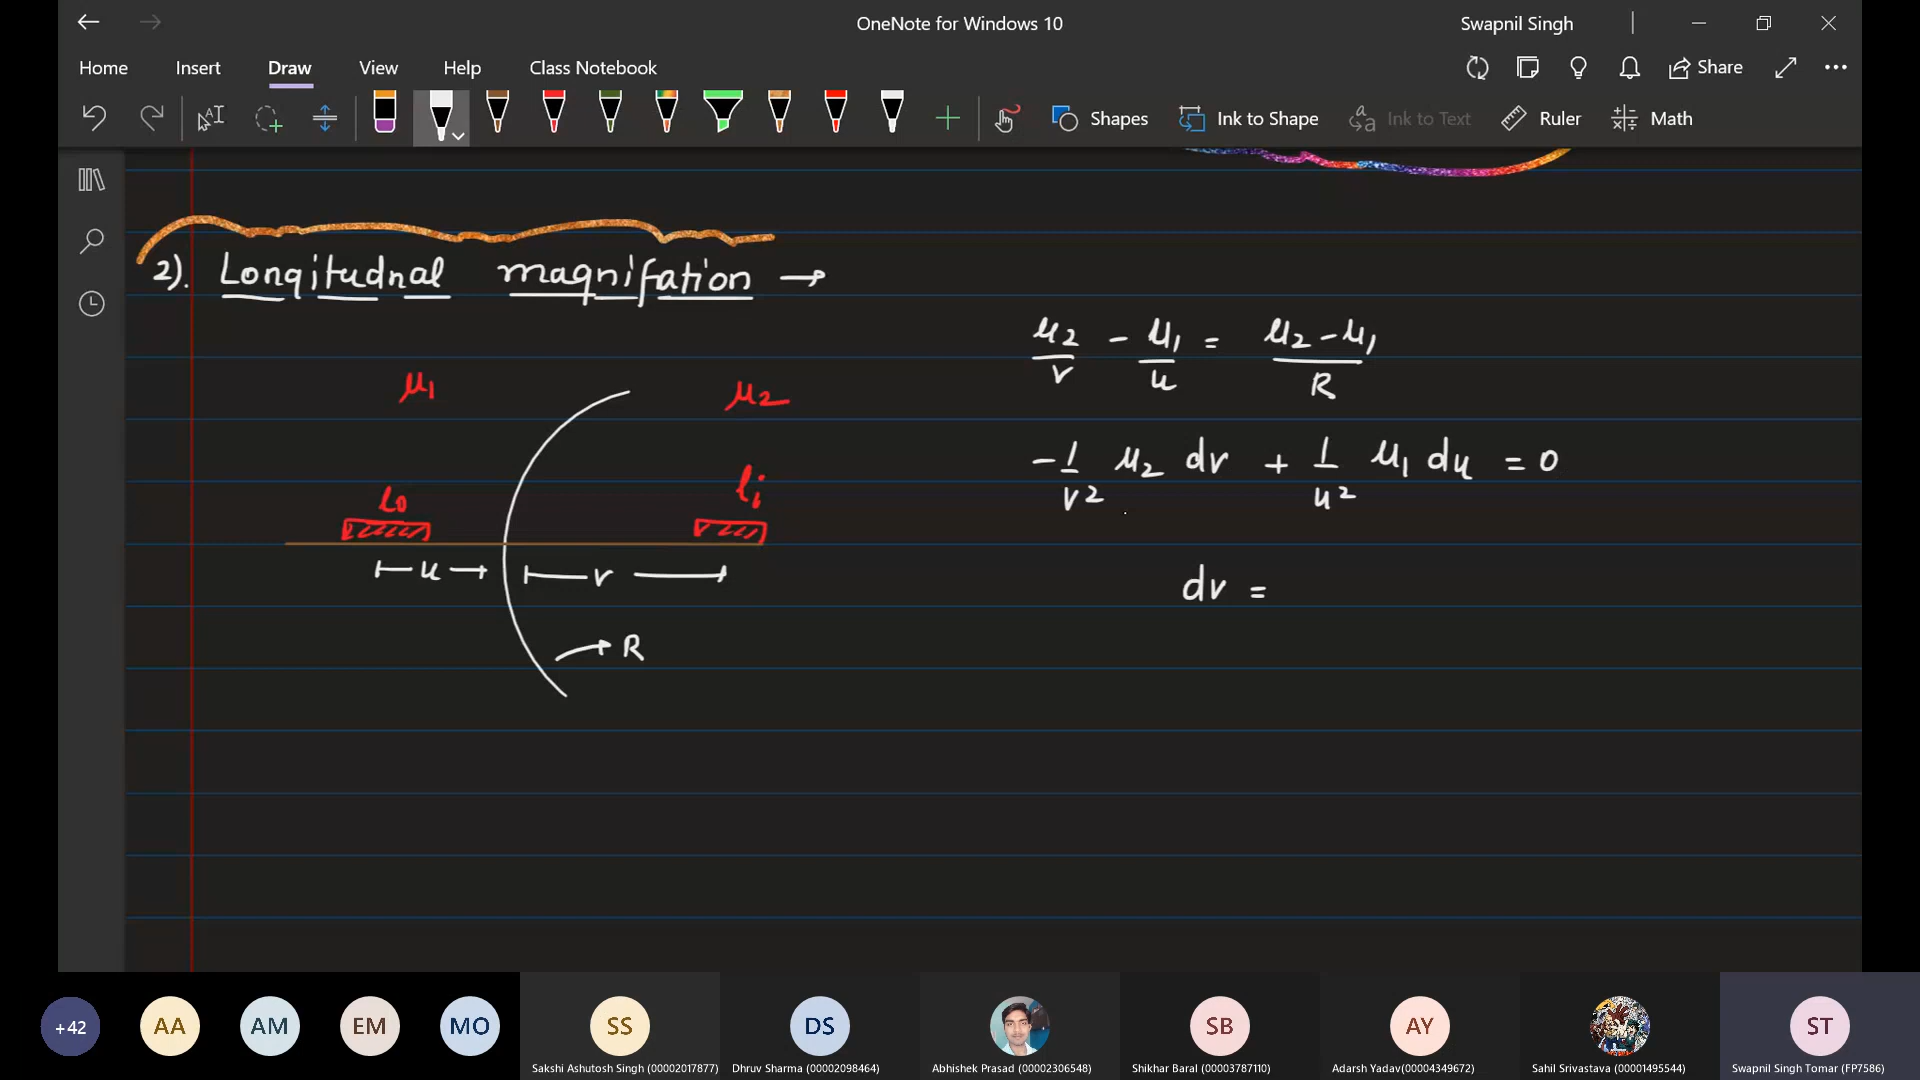 OneNote for Windows 10
Swapnil Singh
Home Insert Draw View Help Class Notebook
Share
Shapes Ink to Shape Ink to Text Ruler Math
2). Longitudnal magnifation →
μ2/v - μ1/u = μ2-μ1/R
μ1 μ2
-1/v² μ2 dv + 1/u² μ1 du = 0
lo li
u v
dv =
→ R
+42 AA AM EM MO SS DS SB AY ST
Sakshi Ashutosh Singh (00002017877) Dhruv Sharma (00002098464) Abhishek Prasad (00002306548) Shikhar Baral (00003787110) Adarsh Yadav(00004349672) Sahil Srivastava (00001495544) Swapnil Singh Tomar (FP7586)